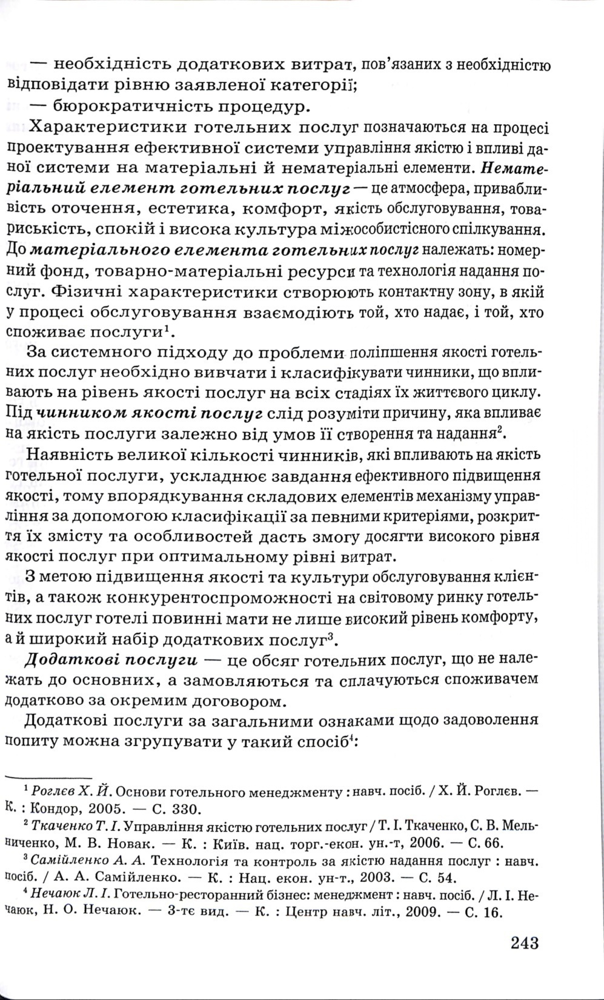 — необхідність додаткових витрат, пов’язаних з необхідністю
відповідати рівню заявленої категорії;
— бюрократичність процедур.
Характеристики готельних послуг позначаються на процесі
проектування ефективної системи управління якістю і впливі да-
ної системи на матеріальні й нематеріальні елементи. Немате-
ріальний елемент готельних послуг — це атмосфера, привабли-
вість оточення, естетика, комфорт, якість обслуговування, това-
риськість, спокій і висока культура міжособистісного спілкування.
До матеріального елемента готельних послуг належать: номер-
ний фонд, товарно-матеріальні ресурси та технологія надання по-
слуг. Фізичні характеристики створюють контактну зону, в якій
у процесі обслуговування взаємодіють той, хто надає, і той, хто
споживає послуги¹.
За системного підходу до проблеми поліпшення якості готель-
них послуг необхідно вивчати і класифікувати чинники, що впли-
вають на рівень якості послуг на всіх стадіях їх життєвого циклу.
Під чинником якості послуг слід розуміти причину, яка впливає
на якість послуги залежно від умов її створення та надання².
Наявність великої кількості чинників, які впливають на якість
готельної послуги, ускладнює завдання ефективного підвищення
якості, тому впорядкування складових елементів механізму управ-
ління за допомогою класифікації за певними критеріями, розкрит-
тя їх змісту та особливостей дасть змогу досягти високого рівня
якості послуг при оптимальному рівні витрат.
З метою підвищення якості та культури обслуговування клієн-
тів, а також конкурентоспроможності на світовому ринку готель-
них послуг готелі повинні мати не лише високий рівень комфорту,
а й широкий набір додаткових послуг³.
Додаткові послуги — це обсяг готельних послуг, що не нале-
жать до основних, а замовляються та сплачуються споживачем
додатково за окремим договором.
Додаткові послуги за загальними ознаками щодо задоволення
попиту можна згрупувати у такий спосіб⁴:
¹ Роглєв Х. Й. Основи готельного менеджменту : навч. посіб. / Х. Й. Роглєв. —
К. : Кондор, 2005. — С. 330.
² Ткаченко Т. І. Управління якістю готельних послуг / Т. І. Ткаченко, С. В. Мель-
ниченко, М. В. Новак. — К. : Київ. нац. торг.-екон. ун.-т, 2006. — С. 66.
³ Самійленко А. А. Технологія та контроль за якістю надання послуг : навч.
посіб. / А. А. Самійленко. — К. : Нац. екон. ун-т., 2003. — С. 54.
⁴ Нечаюк Л. І. Готельно-ресторанний бізнес: менеджмент : навч. посіб. / Л. І. Не-
чаюк, Н. О. Нечаюк. — 3-тє вид. — К. : Центр навч. літ., 2009. — С. 16.
243